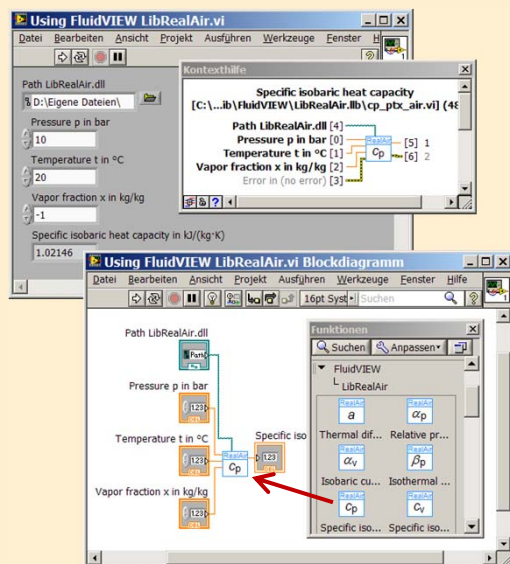 Using FluidVIEW LibRealAir.vi
Datei Bearbeiten Ansicht Projekt Ausführen Werkzeuge Fenster H
Path LibRealAir.dll
D:\Eigene Dateien\
Pressure p in bar
10
Temperature t in °C
20
Vapor fraction x in kg/kg
-1
Specific isobaric heat capacity in kJ/(kg·K)
1.02146
Kontexthilfe
Specific isobaric heat capacity
[C:\...ib\FluidVIEW\LibRealAir.llb\cp_ptx_air.vi] (48
Path LibRealAir.dll [4]
Pressure p in bar [0]
Temperature t in °C [1]
Vapor fraction x in kg/kg [2]
Error in (no error) [3]
RealAir
cp
[5] 1
[6] 2
Using FluidVIEW LibRealAir.vi Blockdiagramm
Datei Bearbeiten Ansicht Projekt Ausführen Werkzeuge Fenster Hilfe
16pt Syst Suchen
Path LibRealAir.dll
Path
Pressure p in bar
1.23
Temperature t in °C
1.23
Vapor fraction x in kg/kg
1.23
RealAir
cp
Specific iso
1.23
Funktionen
Suchen Anpassen
FluidVIEW
LibRealAir
RealAir RealAir
a αp
Thermal dif... Relative pr...
RealAir RealAir
αv βp
Isobaric cu... Isothermal ...
RealAir RealAir
cp cv
Specific iso... Specific iso...